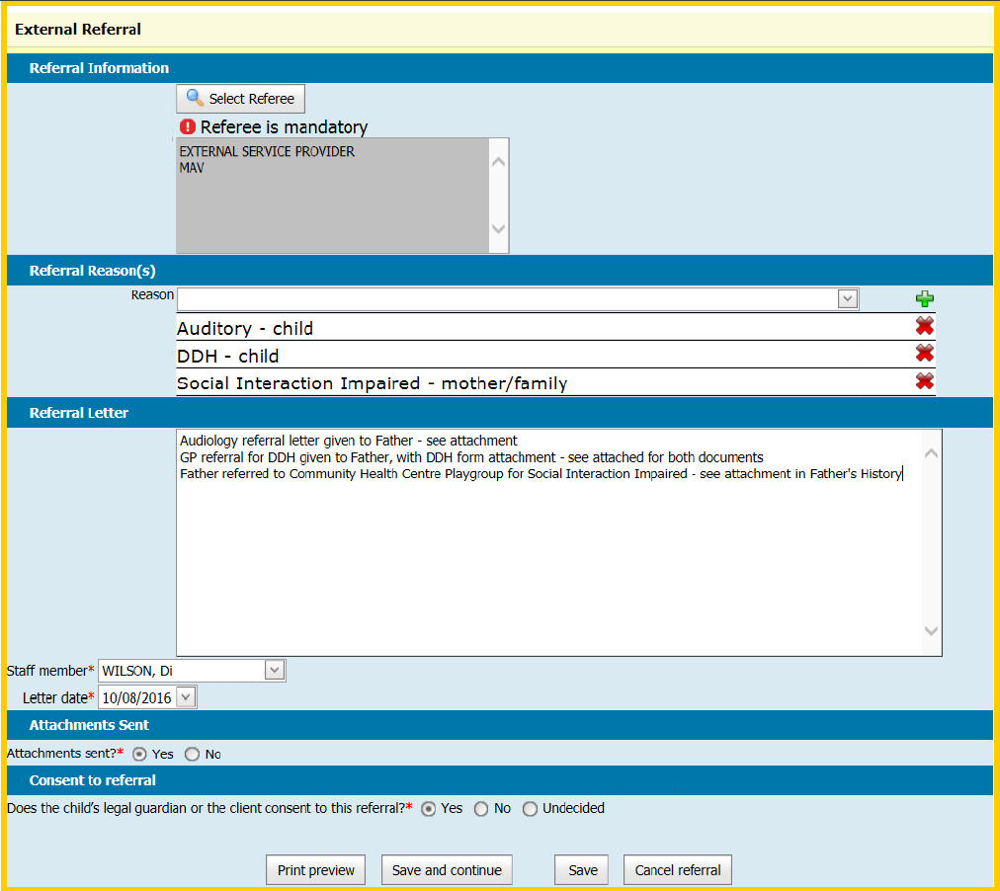 External Referral
Referral Information
Select Referee
Referee is mandatory
EXTERNAL SERVICE PROVIDER
MAV
Referral Reason(s)
Reason
Auditory - child
DDH - child
Social Interaction Impaired - mother/family
Referral Letter
Audiology referral letter given to Father - see attachment
GP referral for DDH given to Father, with DDH form attachment - see attached for both documents
Father referred to Community Health Centre Playgroup for Social Interaction Impaired - see attachment in Father's History
Staff member* WILSON, Di
Letter date* 10/08/2016
Attachments Sent
Attachments sent?* Yes No
Consent to referral
Does the child's legal guardian or the client consent to this referral?* Yes No Undecided
Print preview Save and continue Save Cancel referral